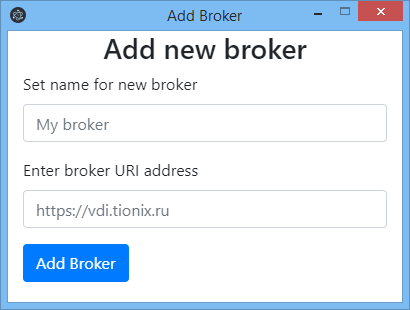 Add Broker
Add new broker
Set name for new broker
My broker
Enter broker URI address
https://vdi.tionix.ru
Add Broker